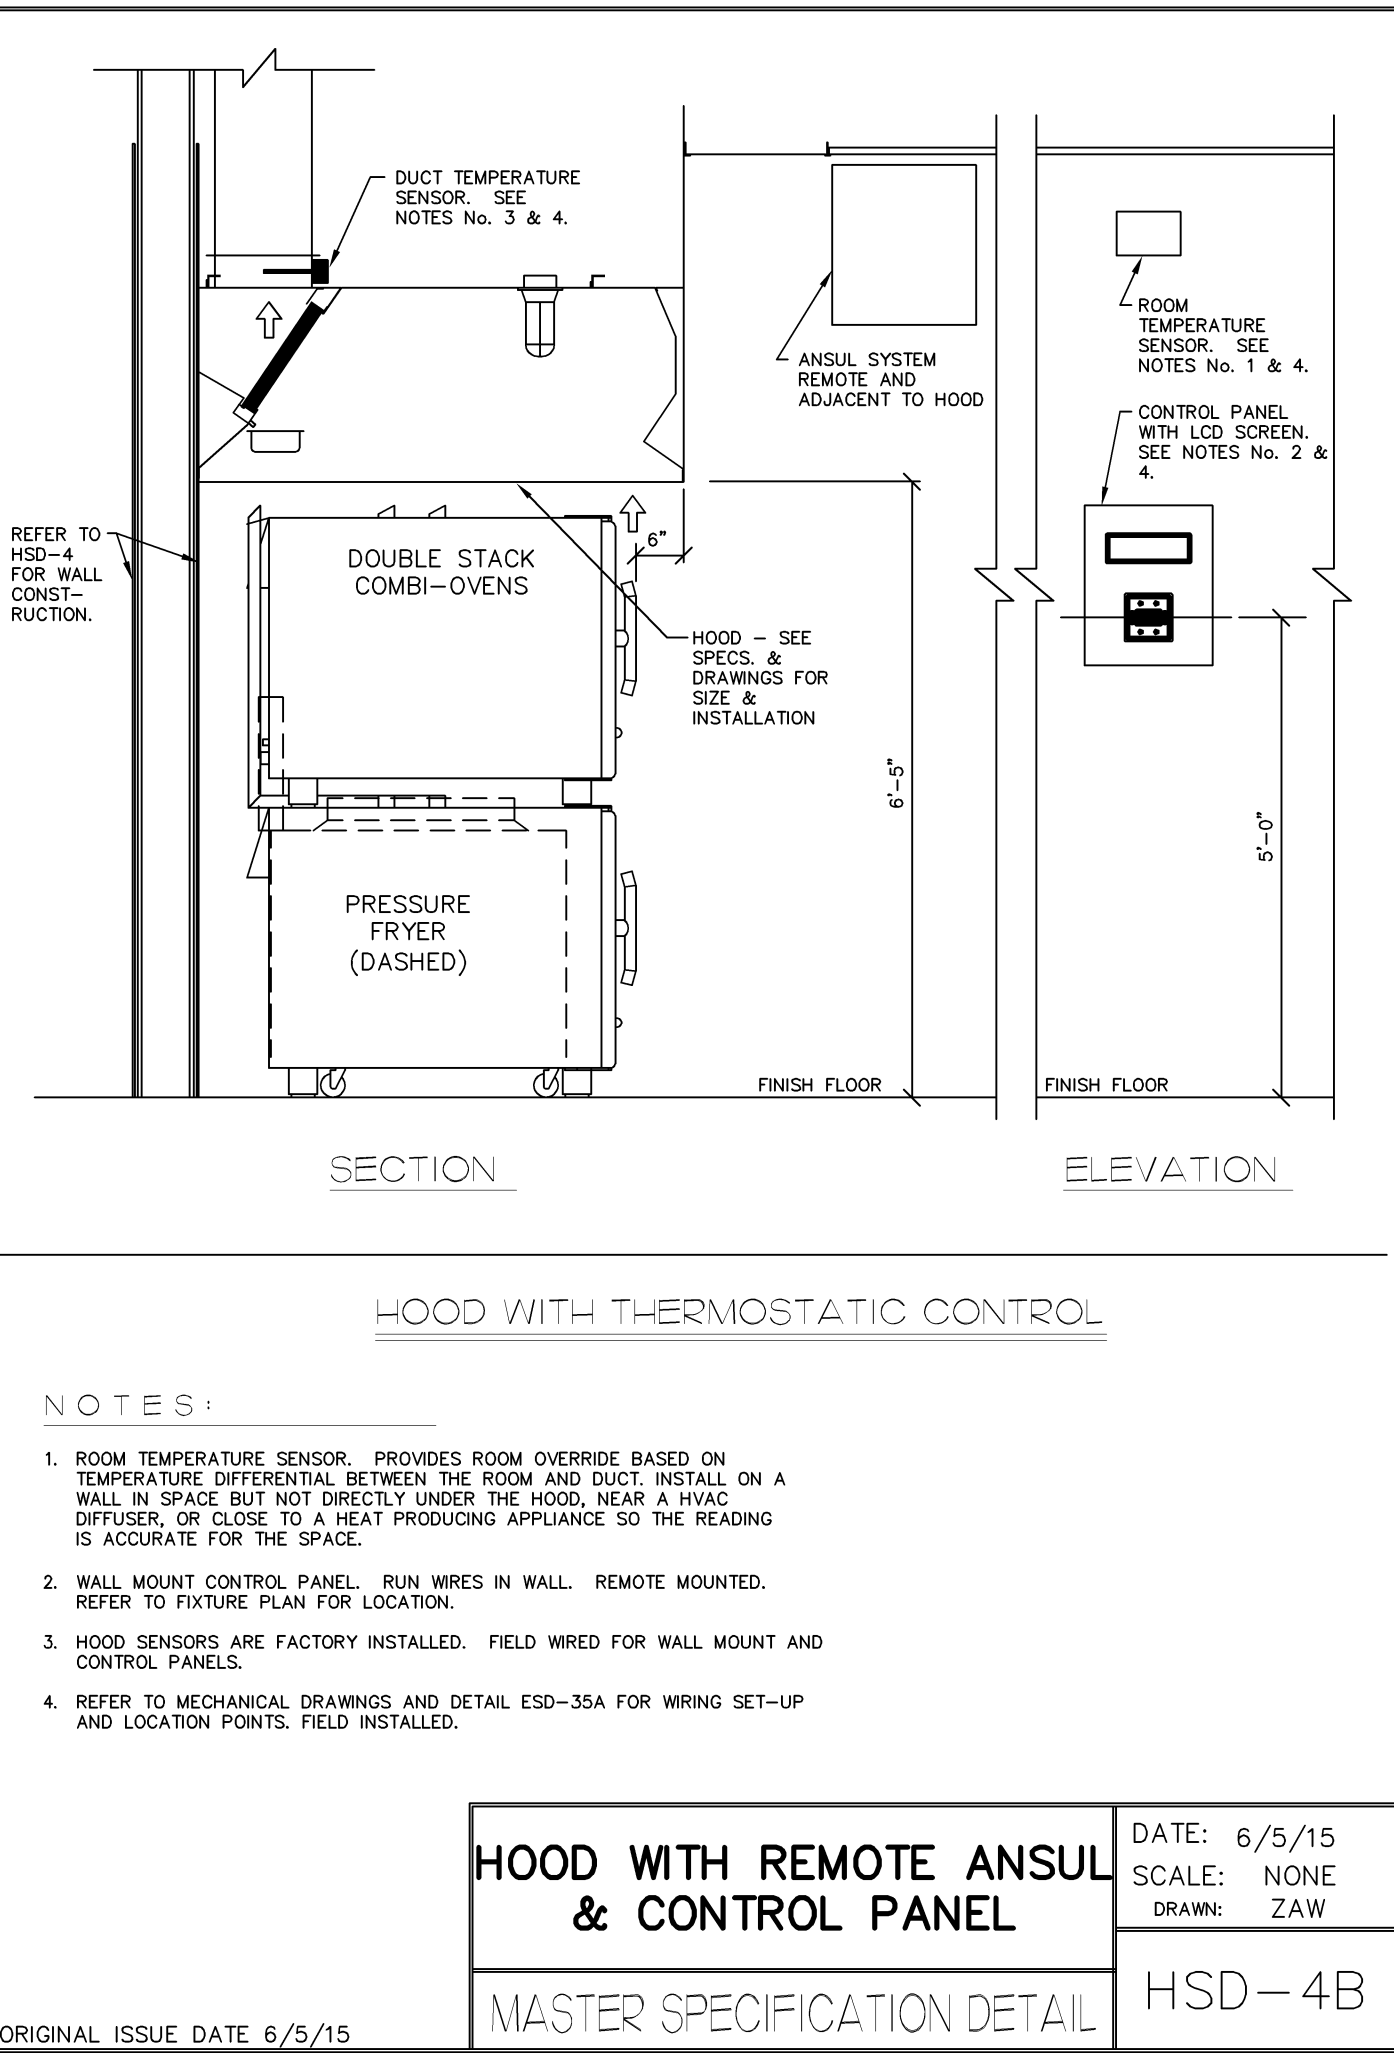 DUCT TEMPERATURE
SENSOR. SEE
NOTES No. 3 & 4.
ANSUL SYSTEM
REMOTE AND
ADJACENT TO HOOD
ROOM
TEMPERATURE
SENSOR. SEE
NOTES No. 1 & 4.
CONTROL PANEL
WITH LCD SCREEN.
SEE NOTES No. 2 &
4.
REFER TO
HSD-4
FOR WALL
CONST-
RUCTION.
DOUBLE STACK
COMBI-OVENS
6"
HOOD - SEE
SPECS. &
DRAWINGS FOR
SIZE &
INSTALLATION
6'-5"
5'-0"
PRESSURE
FRYER
(DASHED)
FINISH FLOOR
FINISH FLOOR
SECTION
ELEVATION
HOOD WITH THERMOSTATIC CONTROL
NOTES:
1. ROOM TEMPERATURE SENSOR. PROVIDES ROOM OVERRIDE BASED ON
TEMPERATURE DIFFERENTIAL BETWEEN THE ROOM AND DUCT. INSTALL ON A
WALL IN SPACE BUT NOT DIRECTLY UNDER THE HOOD, NEAR A HVAC
DIFFUSER, OR CLOSE TO A HEAT PRODUCING APPLIANCE SO THE READING
IS ACCURATE FOR THE SPACE.
2. WALL MOUNT CONTROL PANEL. RUN WIRES IN WALL. REMOTE MOUNTED.
REFER TO FIXTURE PLAN FOR LOCATION.
3. HOOD SENSORS ARE FACTORY INSTALLED. FIELD WIRED FOR WALL MOUNT AND
CONTROL PANELS.
4. REFER TO MECHANICAL DRAWINGS AND DETAIL ESD-35A FOR WIRING SET-UP
AND LOCATION POINTS. FIELD INSTALLED.
HOOD WITH REMOTE ANSUL
& CONTROL PANEL
DATE: 6/5/15
SCALE: NONE
DRAWN: ZAW
MASTER SPECIFICATION DETAIL
HSD-4B
ORIGINAL ISSUE DATE 6/5/15